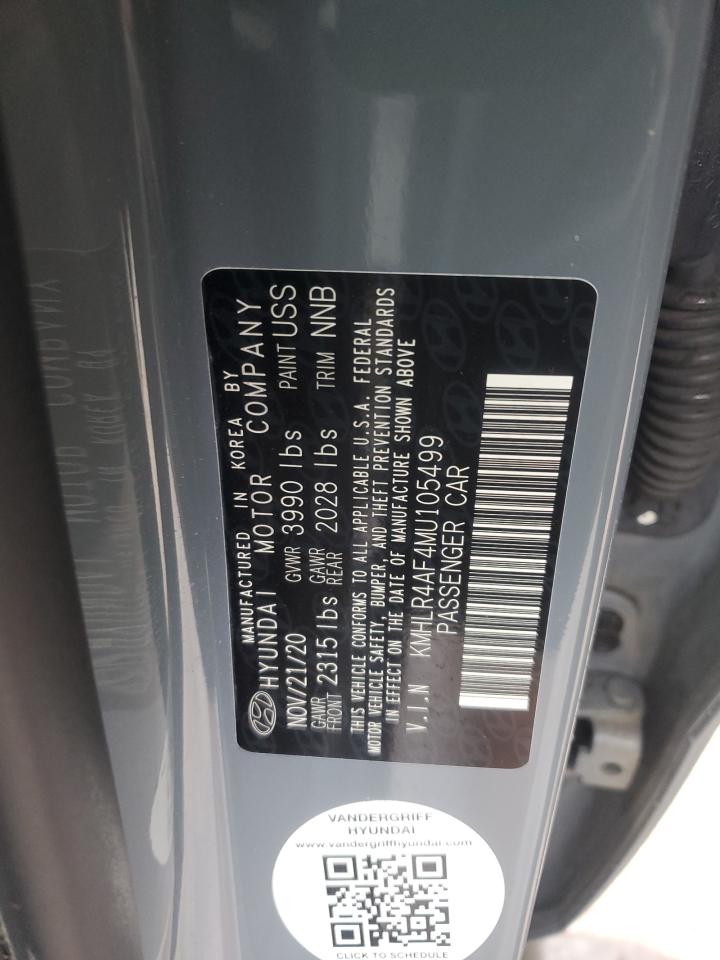 MANUFACTURED IN KOREA BY
HYUNDAI MOTOR COMPANY
NOV/21/20 GVWR 3990 lbs PAINT USS
GAWR FRONT 2315 lbs GAWR REAR 2028 lbs TRIM NNB
THIS VEHICLE CONFORMS TO ALL APPLICABLE U.S.A. FEDERAL
MOTOR VEHICLE SAFETY, BUMPER, AND THEFT PREVENTION STANDARDS
IN EFFECT ON THE DATE OF MANUFACTURE SHOWN ABOVE
V.I.N KMHLR4AF4MU105499
PASSENGER CAR
VANDERGRIFF
HYUNDAI
www.vandergriffhyundai.com
CLICK TO SCHEDULE